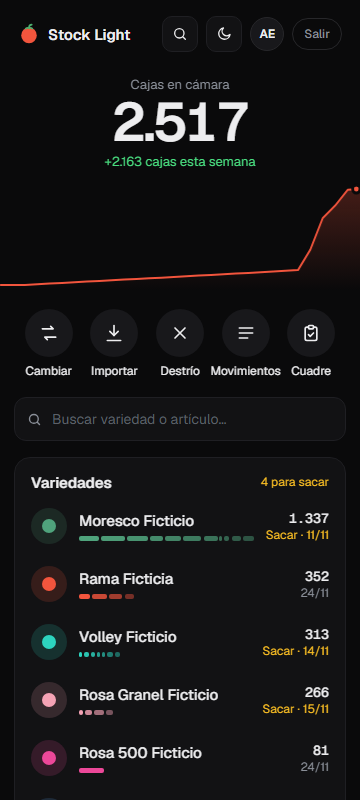 Stock Light
AE
Salir
Cajas en cámara
2.517
+2.163 cajas esta semana
Cambiar
Importar
Destrío
Movimientos
Cuadre
Buscar variedad o artículo...
Variedades
4 para sacar
Moresco Ficticio
1.337
Sacar · 11/11
Rama Ficticia
352
24/11
Volley Ficticio
313
Sacar · 14/11
Rosa Granel Ficticio
266
Sacar · 15/11
Rosa 500 Ficticio
81
24/11